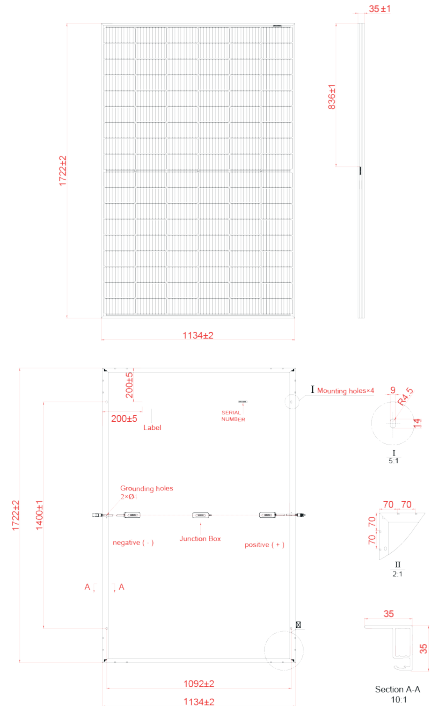 35±1
836±1
1722±2
1134±2
200±5
200±5
Label
SERIAL
NUMBER
I Mounting holes×4
9
R4.5
14
I
5:1
1722±2
1400±1
Grounding holes
2×Ø
negative ( - )
Junction Box
positive ( + )
70 70
70
70
II
2:1
A A
35
35
Section A-A
10:1
1092±2
1134±2